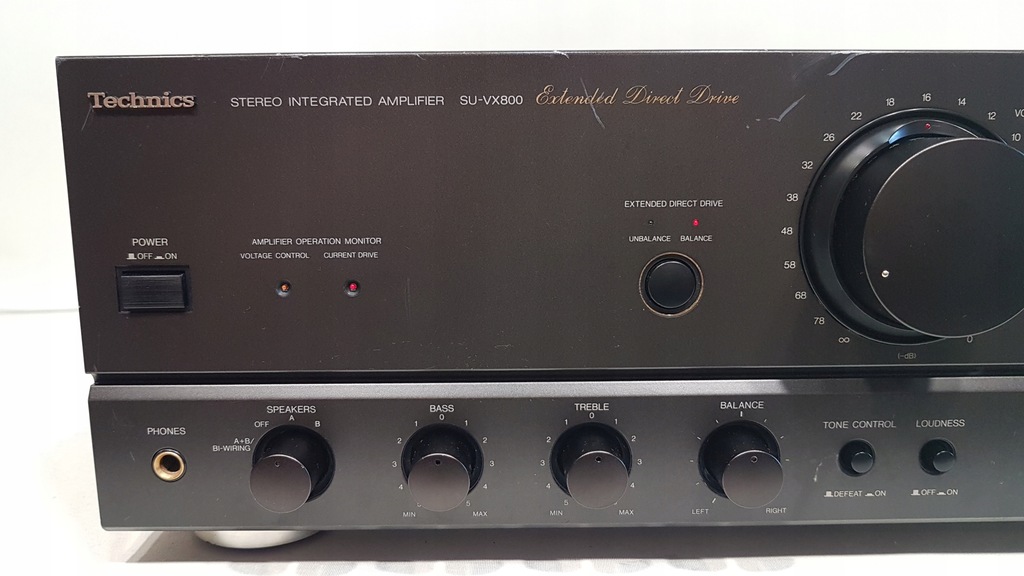 Technics
STEREO INTEGRATED AMPLIFIER SU-VX800 Extended Direct Drive
VO
22 18 16 14 12 10
26
32
38
48
58
68
78
∞ 0
(-dB)
EXTENDED DIRECT DRIVE
UNBALANCE BALANCE
POWER
OFF ON
AMPLIFIER OPERATION MONITOR
VOLTAGE CONTROL CURRENT DRIVE
PHONES
SPEAKERS
OFF A B
A+B/
BI-WIRING
BASS
0
1 1
2 2
3 3
4 4
5 5
MIN MAX
TREBLE
0
1 1
2 2
3 3
4 4
5
MIN MAX
BALANCE
LEFT RIGHT
TONE CONTROL
DEFEAT ON
LOUDNESS
OFF ON